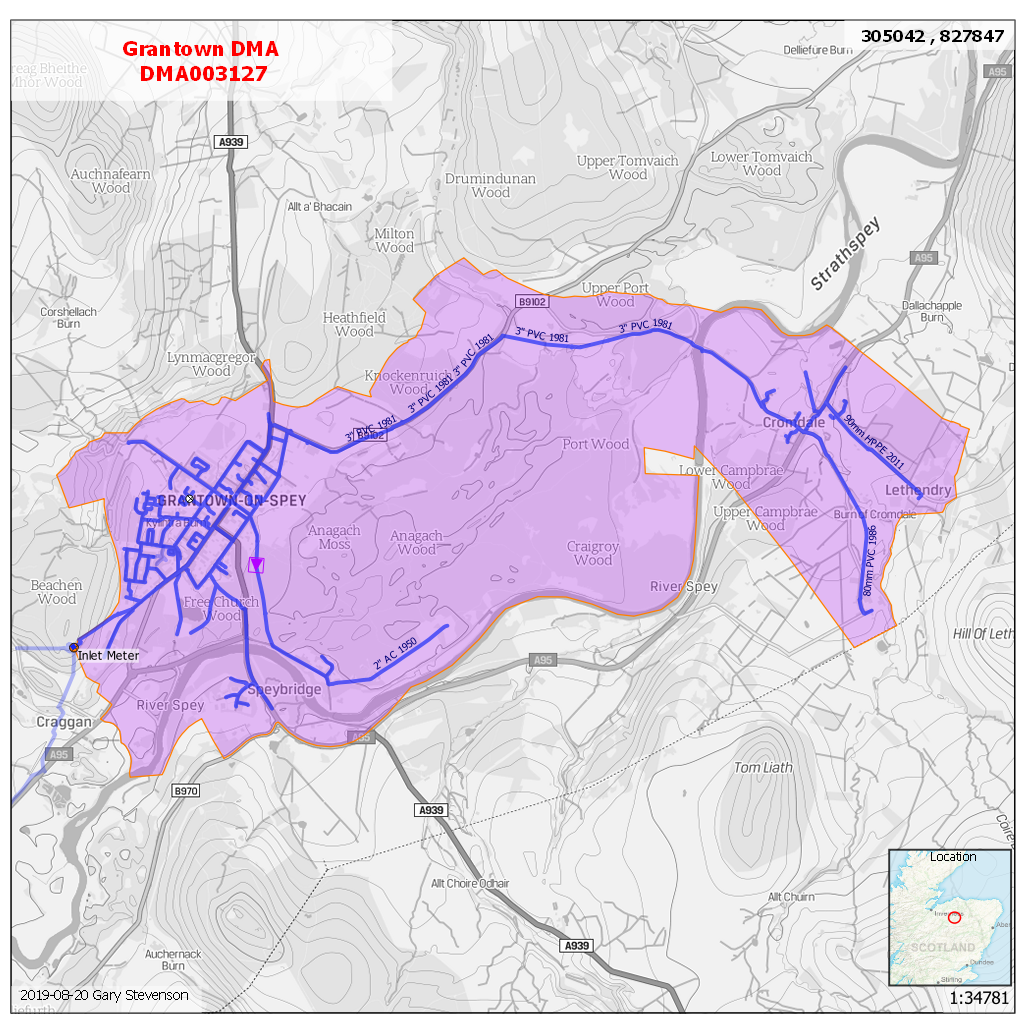 Grantown DMA
DMA003127
305042 , 827847
Delliefure Burn
A95
Mhor Wood
A939
Auchnafearn
Wood
Upper Tomvaich
Wood
Lower Tomvaich
Wood
Drumindunan
Wood
Allt a' Bhacain
Milton
Wood
Strathspey
A95
Upper Port
Wood
B9102
Corshellach
Burn
Heathfield
Wood
Dallachapple
Burn
3" PVC 1981
3" PVC 1981
Lynmacgregor
Wood
3" PVC 1981
Knockenruich
Wood
3" PVC 1981
3" PVC 1981
B9102
Cromdale
90mm HPPE 2011
Port Wood
Lower Campbrae
Wood
Lethendry
GRANTOWN-ON-SPEY
Upper Campbrae
Wood
Burn of Cromdale
Anagach
Moss
Anagach
Wood
Craigroy
Wood
80mm PVC 1986
Beachen
Wood
River Spey
Free Church
Wood
Hill Of Leth
Inlet Meter
2" AC 1950
A95
Speybridge
River Spey
Craggan
A95
A95
Tom Liath
B970
A939
Allt Choire Odhair
Allt Chuirn
A939
Auchernack
Burn
Location
SCOTLAND
Dundee
Stirling
2019-08-20 Gary Stevenson
1:34781